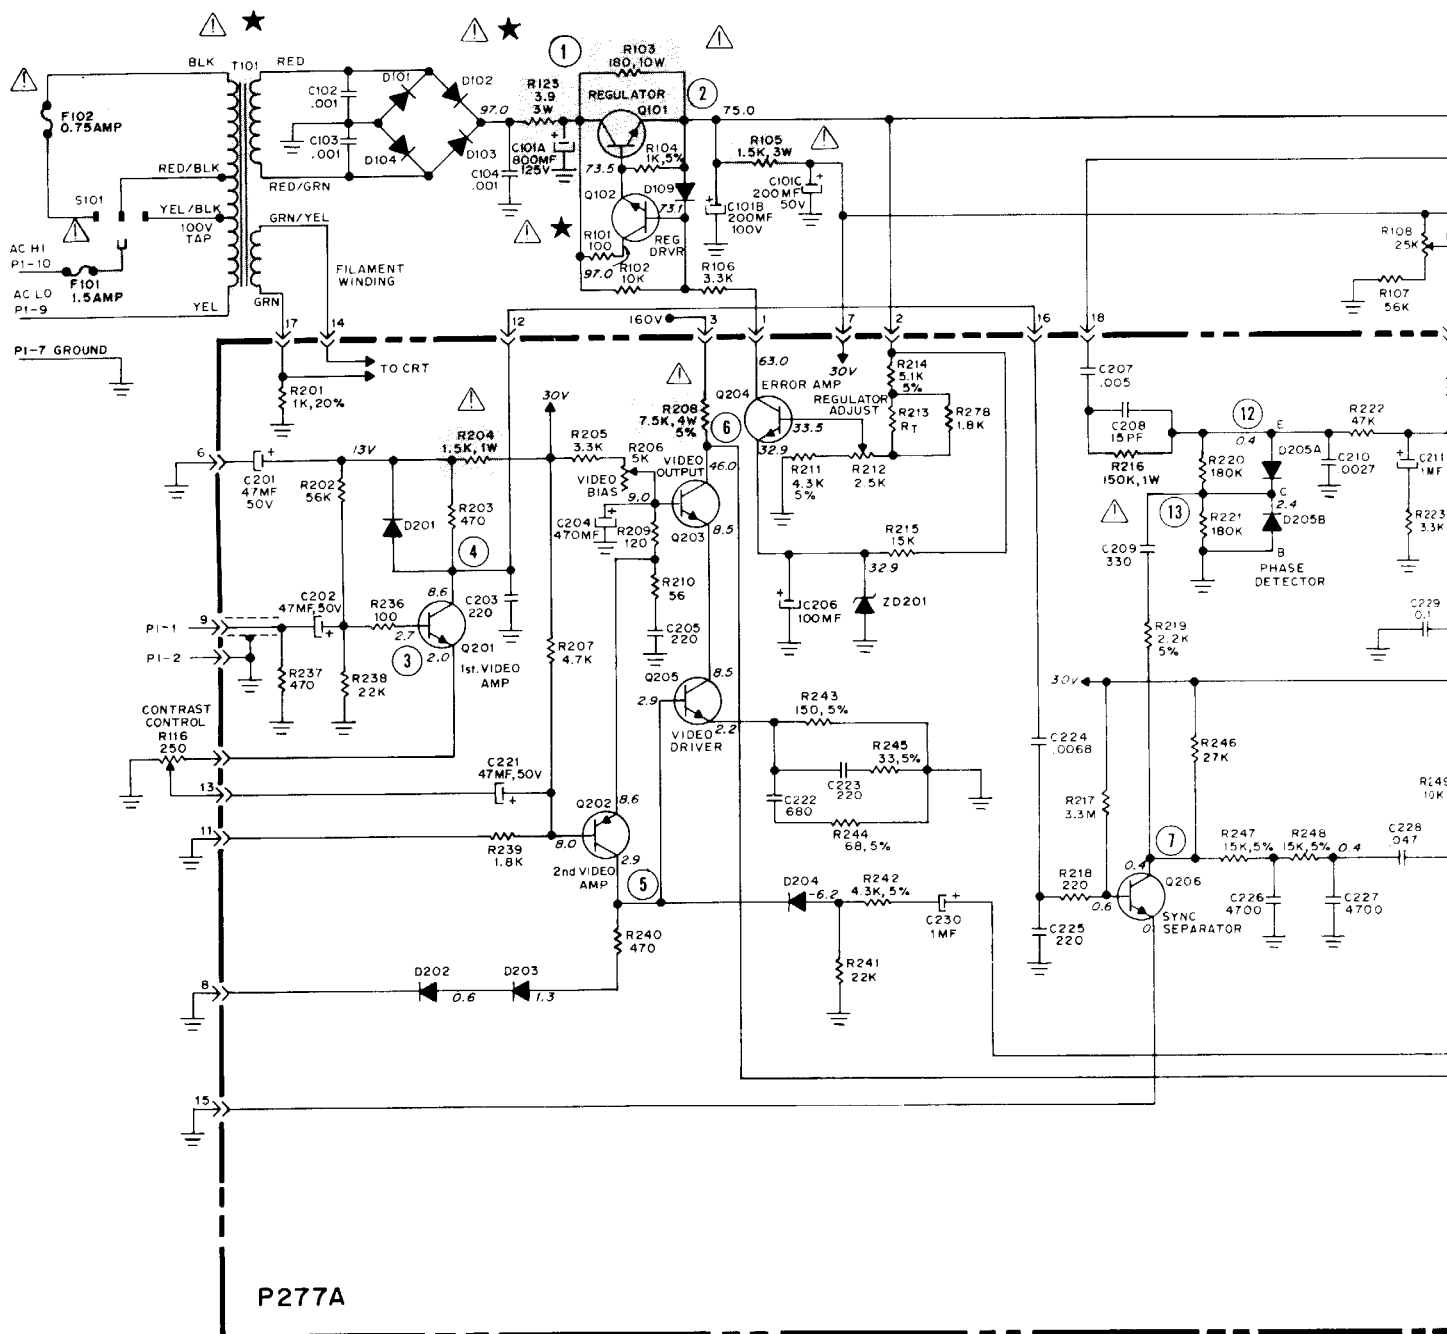 BLK
T101
RED
F102
0.75AMP
C102
.001
C103
.001
D101
D102
D104
D103
97.0
C104
.001
RED/BLK
RED/GRN
S101
YEL/BLK
100V
TAP
GRN/YEL
AC HI
P1-10
F101
1.5AMP
AC LO
P1-9
YEL
GRN
FILAMENT
WINDING
P1-7 GROUND
1
R103
180, 10W
R123
3.9
3W
REGULATOR
Q101
2
75.0
C101A
800MF
125V
R104
1K,5%
73.5
Q102
D109
73.1
REG
DRVR
R101
100
97.0
R102
10K
R106
3.3K
R105
1.5K, 3W
C101B
200MF
100V
C101C
200MF
50V
R108
25K
R107
56K
17
14
12
160V
3
1
7
2
16
18
TO CRT
R201
1K,20%
30V
63.0
30V
Q204
ERROR AMP
REGULATOR
ADJUST
33.5
32.9
R214
5.1K
5%
R213
RT
R278
1.8K
R211
4.3K
5%
R212
2.5K
R215
15K
32.9
C206
100MF
ZD201
R208
7.5K, 4W
5%
6
VIDEO
OUTPUT
46.0
Q203
8.5
6
C201
47MF
50V
13V
R202
56K
R204
1.5K, 1W
D201
R203
470
4
R205
3.3K
R206
5K
VIDEO
BIAS
9.0
C204
470MF
R209
120
R210
56
C205
220
C203
220
8.6
Q201
1st. VIDEO
AMP
2.7
2.0
3
R236
100
C202
47MF,50V
9
P1-1
P1-2
R237
470
R238
22K
R207
4.7K
CONTRAST
CONTROL
R116
250
13
C221
47MF,50V
11
R239
1.8K
8.0
Q202
8.6
2.9
2nd VIDEO
AMP
5
Q205
8.5
2.9
2.2
VIDEO
DRIVER
R243
150, 5%
R245
33,5%
C223
220
C222
680
R244
68,5%
D204
-6.2
R242
4.3K, 5%
C230
1MF
R241
22K
R240
470
8
D202
0.6
D203
1.3
15
C207
.005
C208
15PF
R216
150K, 1W
12
0.4
E
D205A
C
2.4
D205B
B
PHASE
DETECTOR
R220
180K
R221
180K
13
C209
330
C210
.0027
R222
47K
C211
1MF
R223
3.3K
C229
0.1
R219
2.2K
5%
30V
C224
.0068
R217
3.3M
R246
27K
7
R247
15K,5%
R248
15K,5%
0.4
C228
.047
R249
10K
C226
4700
C227
4700
R218
220
0.6
0.4
Q206
0
SYNC
SEPARATOR
C225
220
P277A